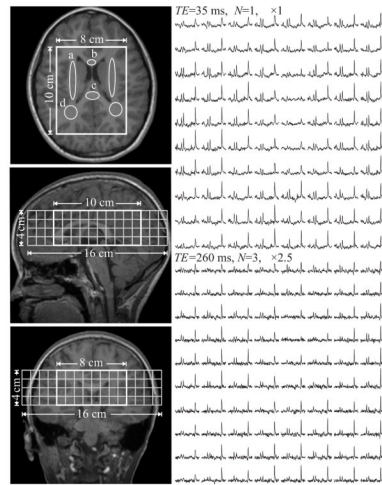 8 cm
a
b
10 cm
c
d
10 cm
4 cm
16 cm
8 cm
4 cm
16 cm
TE=35 ms, N=1, ×1
TE=260 ms, N=3, ×2.5